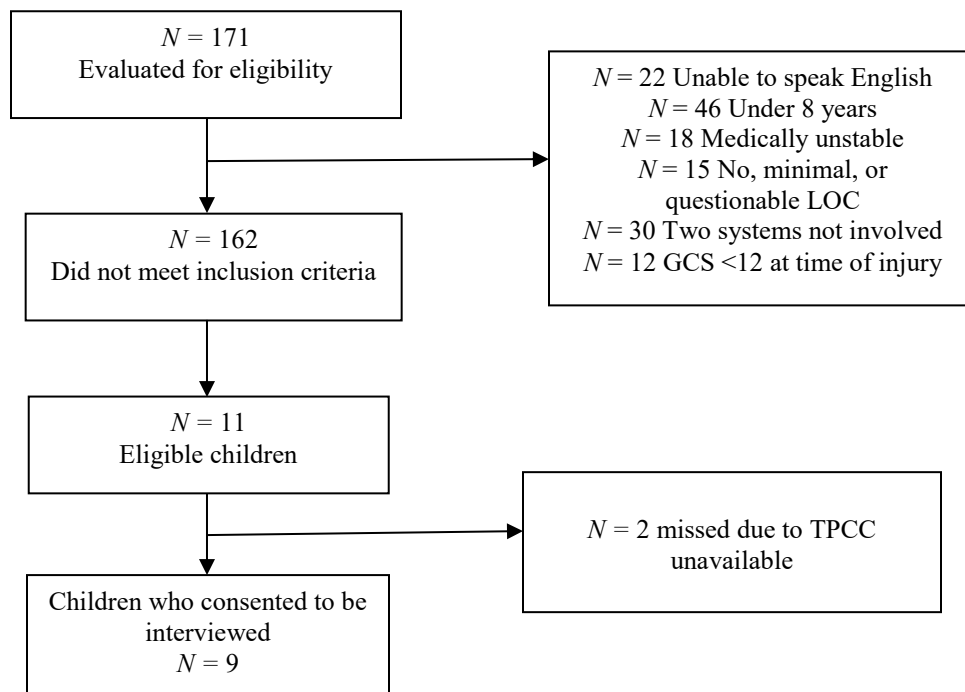 N = 171
Evaluated for eligibility
N = 22 Unable to speak English
N = 46 Under 8 years
N = 18 Medically unstable
N = 15 No, minimal, or
questionable LOC
N = 30 Two systems not involved
N = 12 GCS <12 at time of injury
N = 162
Did not meet inclusion criteria
N = 11
Eligible children
N = 2 missed due to TPCC
unavailable
Children who consented to be
interviewed
N = 9